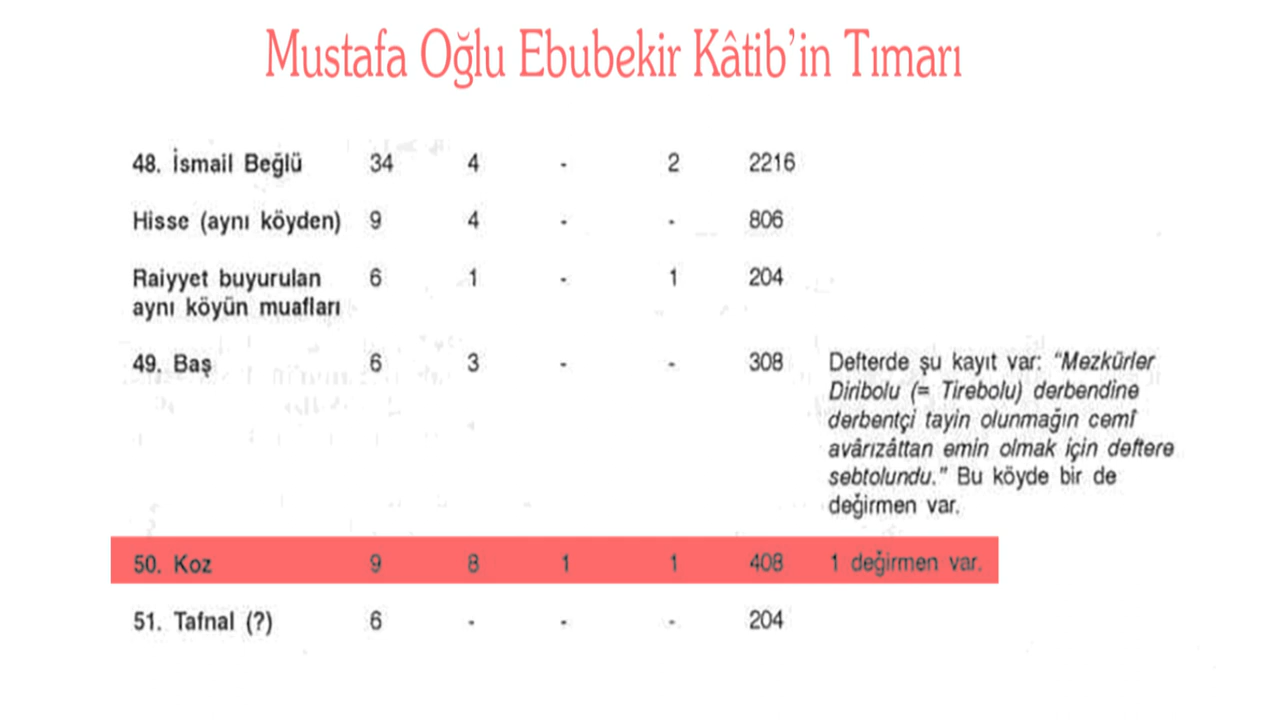 Mustafa Oğlu Ebubekir Kâtib’in Tımarı
48. İsmail Beğlü 34 4 - 2 2216
Hisse (aynı köyden) 9 4 - - 806
Raiyyet buyurulan 6 1 - 1 204
aynı köyün muafları
49. Baş 6 3 - - 308 Defterde şu kayıt var: “Mezkûrler
Diribolu (= Tirebolu) derbendine
derbentçi tayin olunmağın cemî
avârızâttan emin olmak için deftere
sebtolundu.” Bu köyde bir de
değirmen var.
50. Koz 9 8 1 1 408 1 değirmen var.
51. Tafnal (?) 6 - - - 204